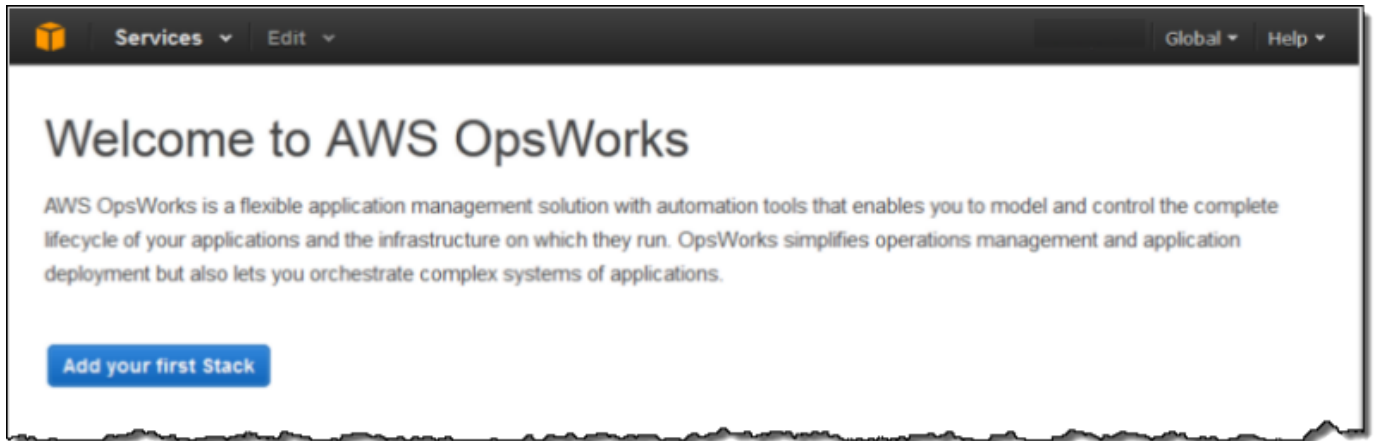 Services Edit Global Help
Welcome to AWS OpsWorks
AWS OpsWorks is a flexible application management solution with automation tools that enables you to model and control the complete
lifecycle of your applications and the infrastructure on which they run. OpsWorks simplifies operations management and application
deployment but also lets you orchestrate complex systems of applications.
Add your first Stack